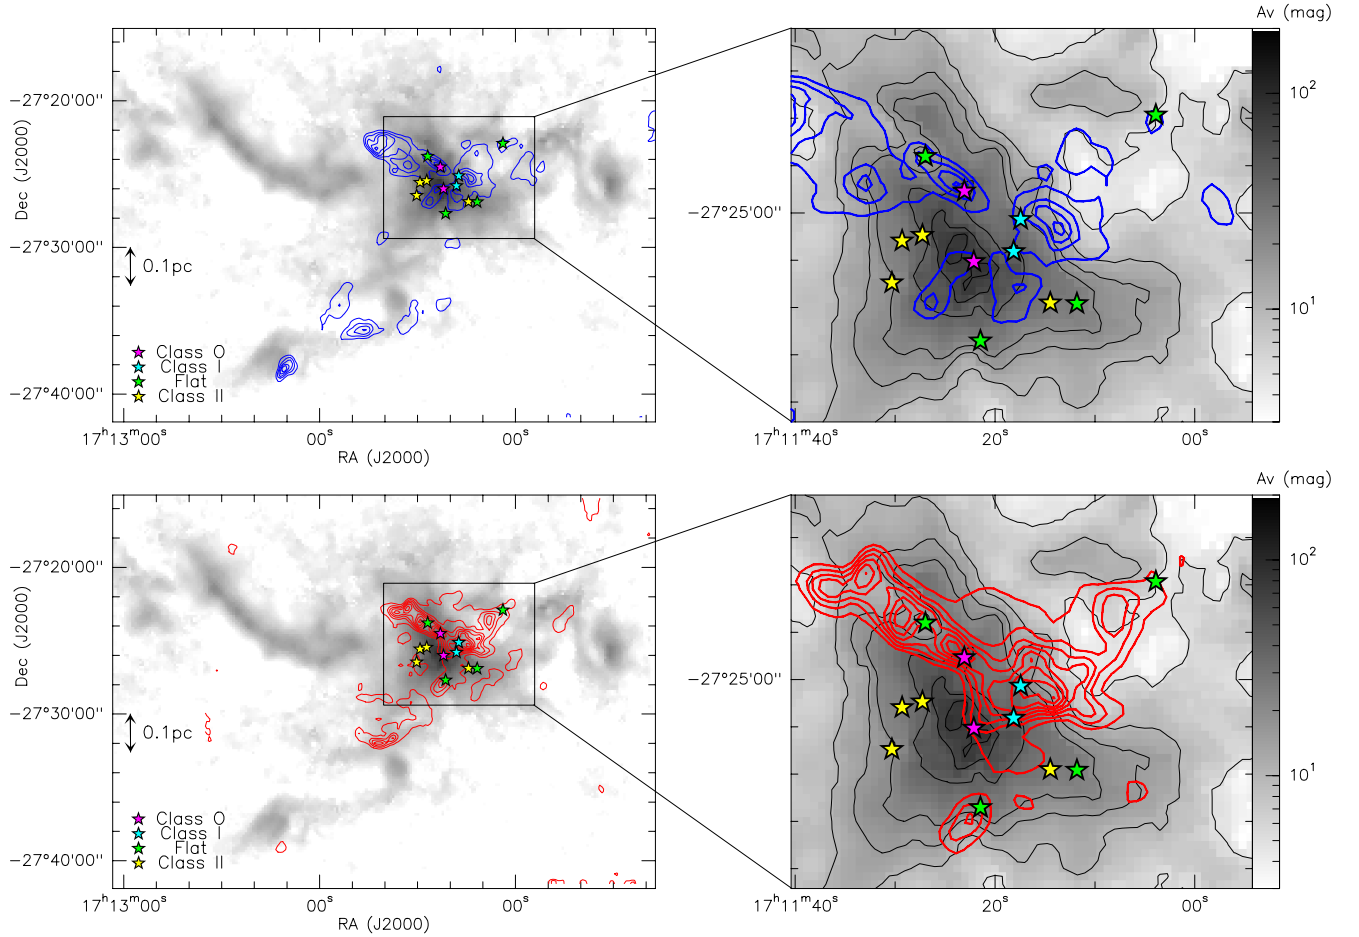 Av (mag)
−27°20'00"
10²
Dec (J2000)
−27°25'00"
−27°30'00"
0.1pc
10¹
Class 0
Class I
Flat
Class II
−27°40'00"
17ʰ13ᵐ00ˢ 00ˢ 00ˢ
17ʰ11ᵐ40ˢ 20ˢ 00ˢ
RA (J2000)
Av (mag)
−27°20'00"
10²
Dec (J2000)
−27°25'00"
−27°30'00"
0.1pc
10¹
Class 0
Class I
Flat
Class II
−27°40'00"
17ʰ13ᵐ00ˢ 00ˢ 00ˢ
17ʰ11ᵐ40ˢ 20ˢ 00ˢ
RA (J2000)